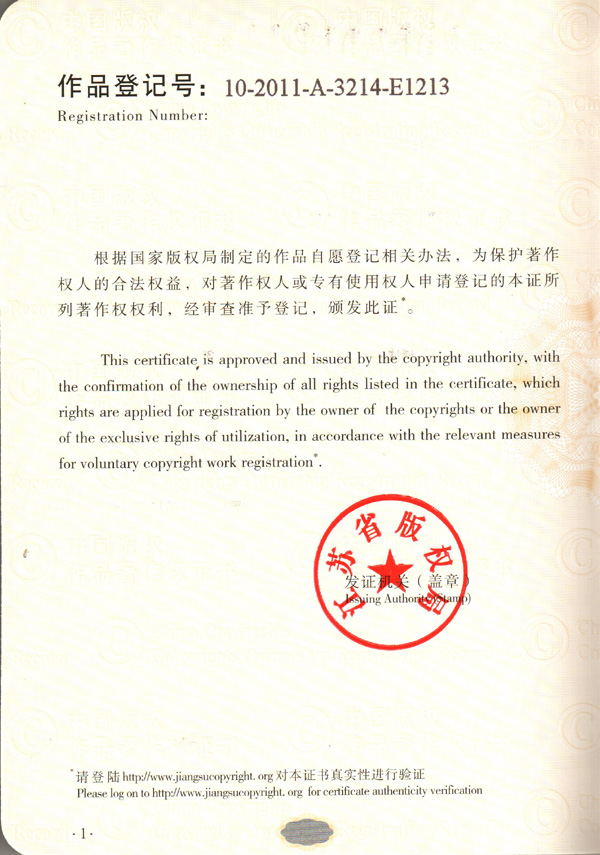 作品登记号：10-2011-A-3214-E1213
Registration Number:
根据国家版权局制定的作品自愿登记相关办法，为保护著作
权人的合法权益，对著作权人或专有使用权人申请登记的本证所
列著作权权利，经审查准予登记，颁发此证*。
This certificate is approved and issued by the copyright authority, with
the confirmation of the ownership of all rights listed in the certificate, which
rights are applied for registration by the owner of the copyrights or the owner
of the exclusive rights of utilization, in accordance with the relevant measures
for voluntary copyright work registration*.
江苏省版权局
发证机关（盖章）
Issuing Authority(Stamp)
*请登陆http://www.jiangsucopyright.org对本证书真实性进行验证
Please log on to http://www.jiangsucopyright.org for certificate authenticity verification
·1·